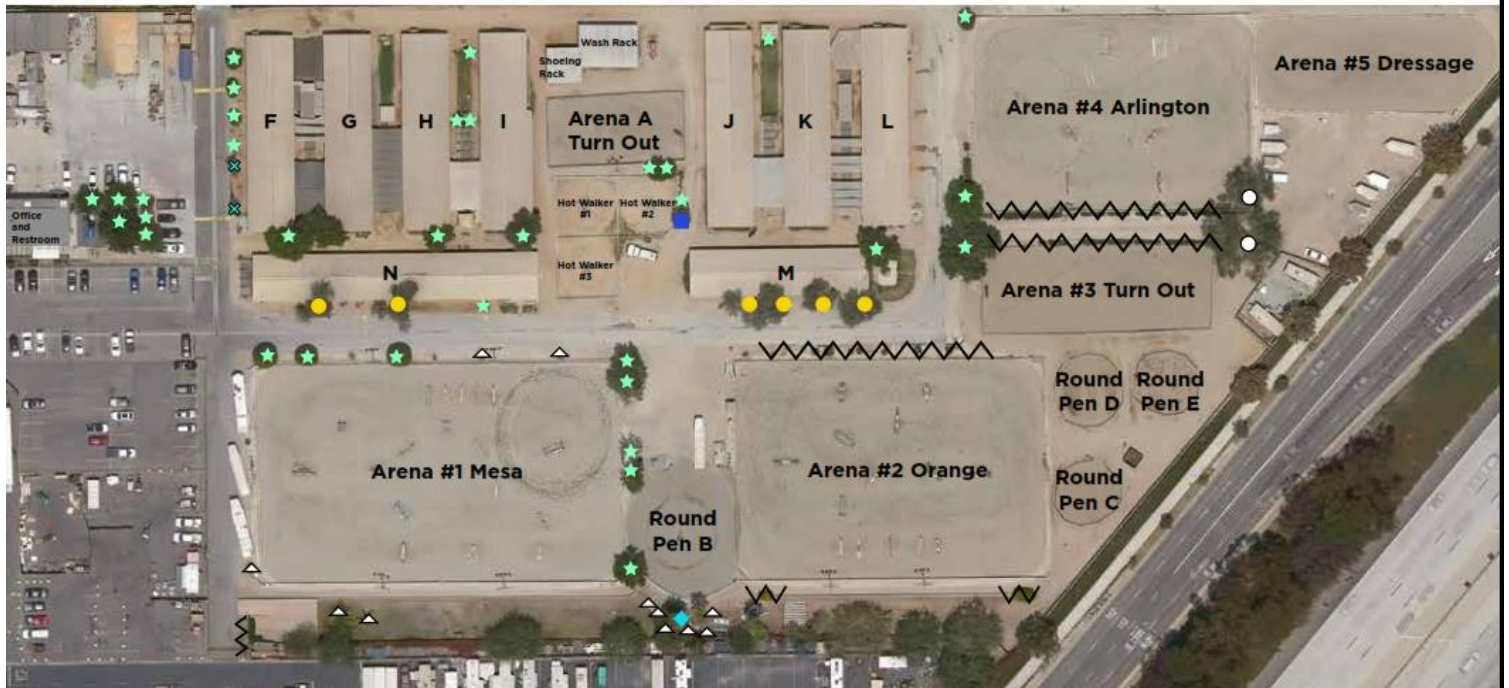 Wash Rack
Shoeing
Rack
Arena #5 Dressage
Arena #4 Arlington
Arena A
Turn Out
F
G
H
I
J
K
L
Hot Walker
#1
Hot Walker
#2
Office
and
Restroom
Hot Walker
#3
N
M
Arena #3 Turn Out
Round
Pen D
Round
Pen E
Arena #1 Mesa
Arena #2 Orange
Round
Pen C
Round
Pen B